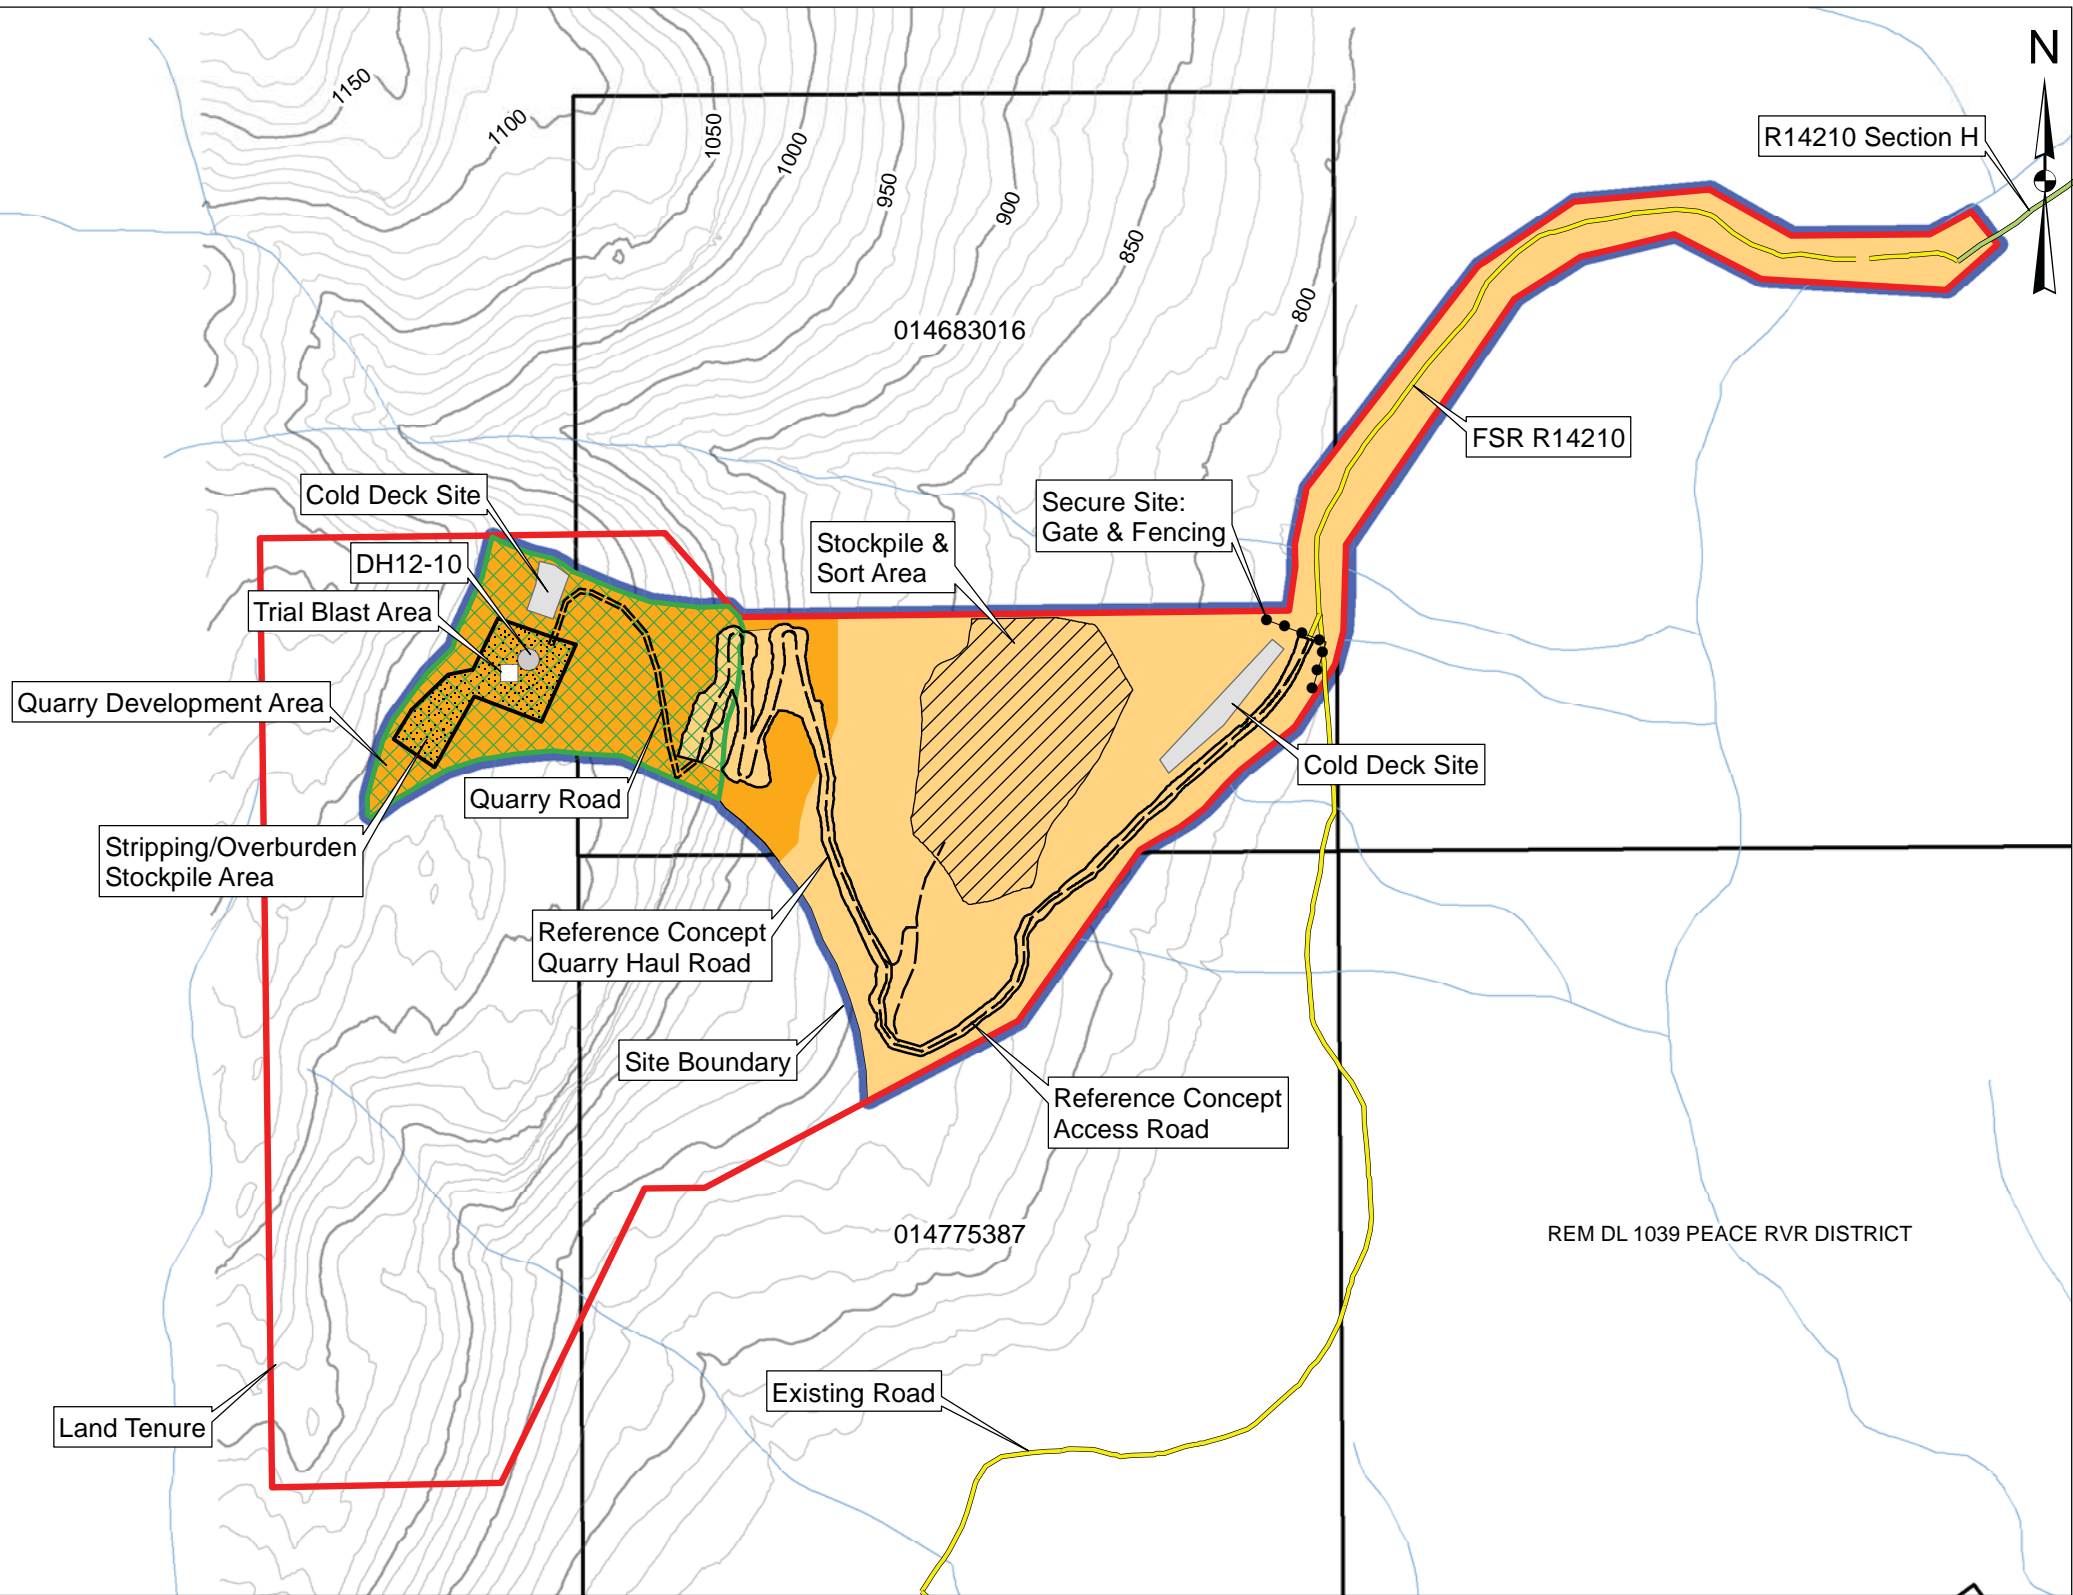 N
1150
1100
1050
1000
950
900
850
800
R14210 Section H
014683016
FSR R14210
Cold Deck Site
Secure Site:
Gate & Fencing
Stockpile &
Sort Area
DH12-10
Trial Blast Area
Quarry Development Area
Cold Deck Site
Quarry Road
Stripping/Overburden
Stockpile Area
Reference Concept
Quarry Haul Road
Site Boundary
Reference Concept
Access Road
014775387
REM DL 1039 PEACE RVR DISTRICT
Existing Road
Land Tenure